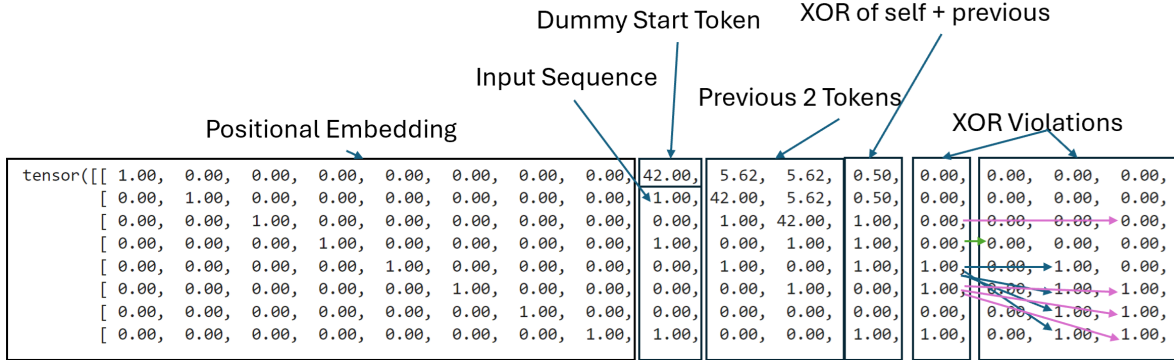 XOR of self + previous
Dummy Start Token
Input Sequence
Previous 2 Tokens
Positional Embedding
XOR Violations
tensor([[ 1.00, 0.00, 0.00, 0.00, 0.00, 0.00, 0.00, 0.00, 42.00, 5.62, 5.62, 0.50, 0.00, 0.00, 0.00, 0.00,
[ 0.00, 1.00, 0.00, 0.00, 0.00, 0.00, 0.00, 0.00, 1.00, 42.00, 5.62, 0.50, 0.00, 0.00, 0.00, 0.00,
[ 0.00, 0.00, 1.00, 0.00, 0.00, 0.00, 0.00, 0.00, 0.00, 1.00, 42.00, 1.00, 0.00, 0.00, 0.00, 0.00,
[ 0.00, 0.00, 0.00, 1.00, 0.00, 0.00, 0.00, 0.00, 1.00, 0.00, 1.00, 1.00, 0.00, 0.00, 0.00, 0.00,
[ 0.00, 0.00, 0.00, 0.00, 1.00, 0.00, 0.00, 0.00, 0.00, 1.00, 0.00, 1.00, 1.00, 0.00, 1.00, 0.00,
[ 0.00, 0.00, 0.00, 0.00, 0.00, 1.00, 0.00, 0.00, 0.00, 0.00, 1.00, 0.00, 1.00, 0.00, 1.00, 1.00,
[ 0.00, 0.00, 0.00, 0.00, 0.00, 0.00, 1.00, 0.00, 0.00, 0.00, 0.00, 0.00, 0.00, 0.00, 1.00, 1.00,
[ 0.00, 0.00, 0.00, 0.00, 0.00, 0.00, 0.00, 1.00, 1.00, 0.00, 0.00, 1.00, 1.00, 0.00, 1.00, 1.00,